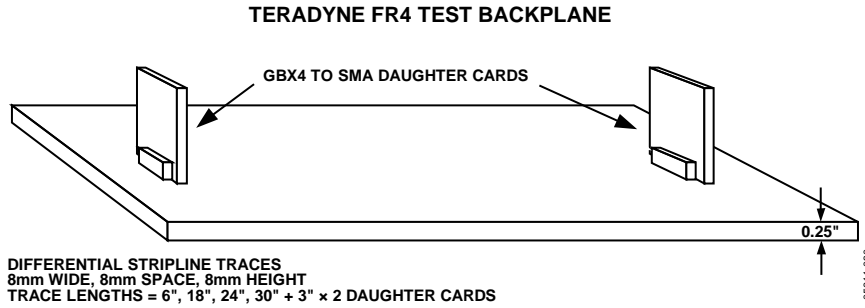 TERADYNE FR4 TEST BACKPLANE
GBX4 TO SMA DAUGHTER CARDS
0.25"
DIFFERENTIAL STRIPLINE TRACES
8mm WIDE, 8mm SPACE, 8mm HEIGHT
TRACE LENGTHS = 6", 18", 24", 30" + 3" × 2 DAUGHTER CARDS